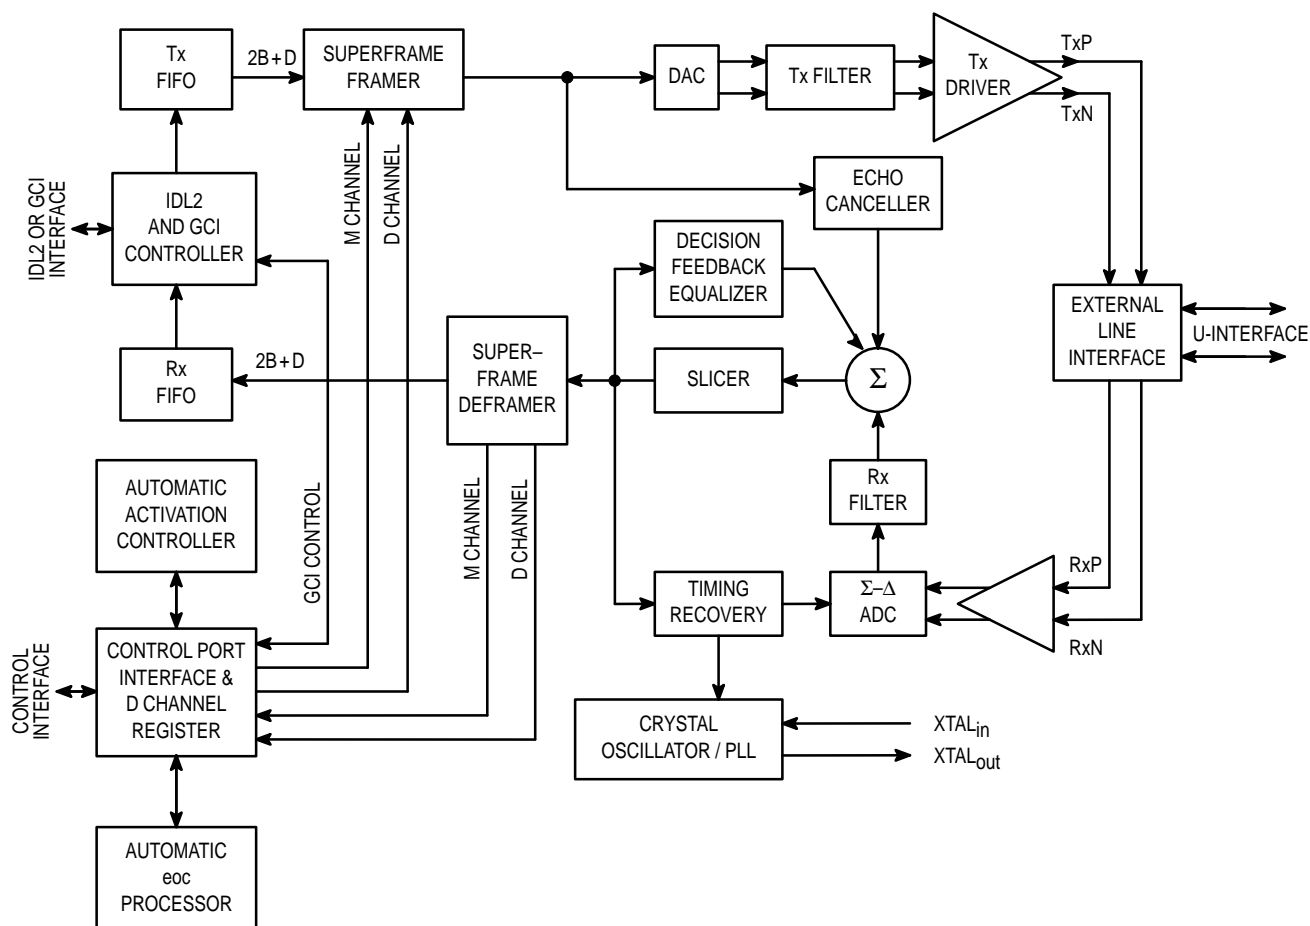 Tx
FIFO
2B+D
SUPERFRAME
FRAMER
DAC
Tx FILTER
Tx
DRIVER
TxP
TxN
IDL2 OR GCI
INTERFACE
IDL2
AND GCI
CONTROLLER
M CHANNEL
D CHANNEL
ECHO
CANCELLER
DECISION
FEEDBACK
EQUALIZER
EXTERNAL
LINE
INTERFACE
U-INTERFACE
Rx
FIFO
2B+D
SUPER–
FRAME
DEFRAMER
SLICER
Σ
AUTOMATIC
ACTIVATION
CONTROLLER
GCI CONTROL
M CHANNEL
D CHANNEL
Rx
FILTER
TIMING
RECOVERY
Σ–Δ
ADC
RxP
RxN
CONTROL
INTERFACE
CONTROL PORT
INTERFACE &
D CHANNEL
REGISTER
CRYSTAL
OSCILLATOR / PLL
XTALin
XTALout
AUTOMATIC
eoc
PROCESSOR